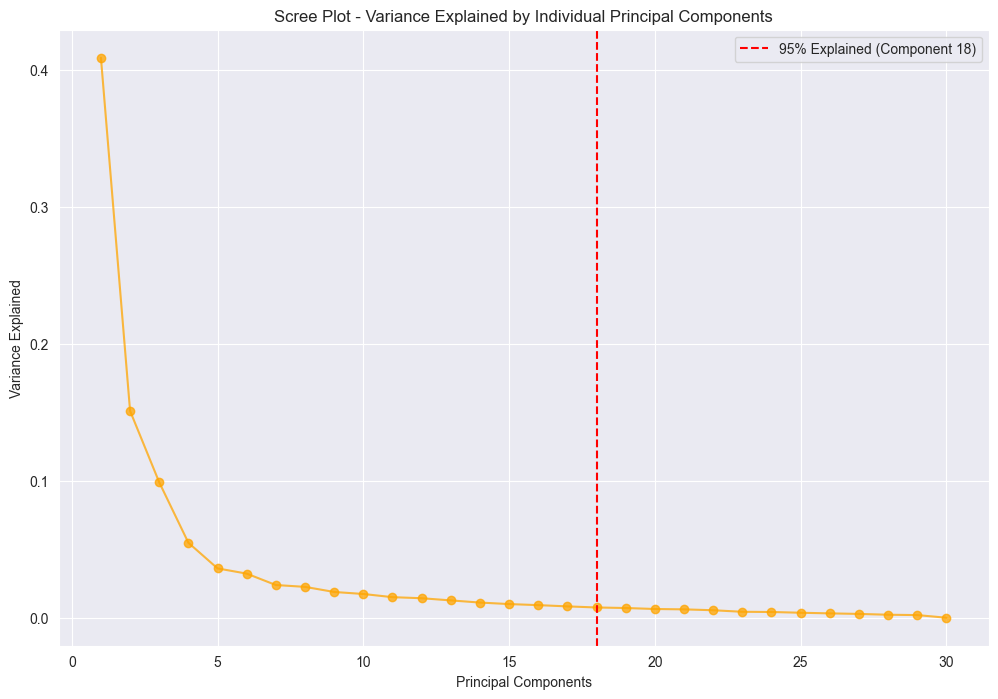 Scree Plot - Variance Explained by Individual Principal Components
95% Explained (Component 18)
Variance Explained
0.4
0.3
0.2
0.1
0.0
0 5 10 15 20 25 30
Principal Components